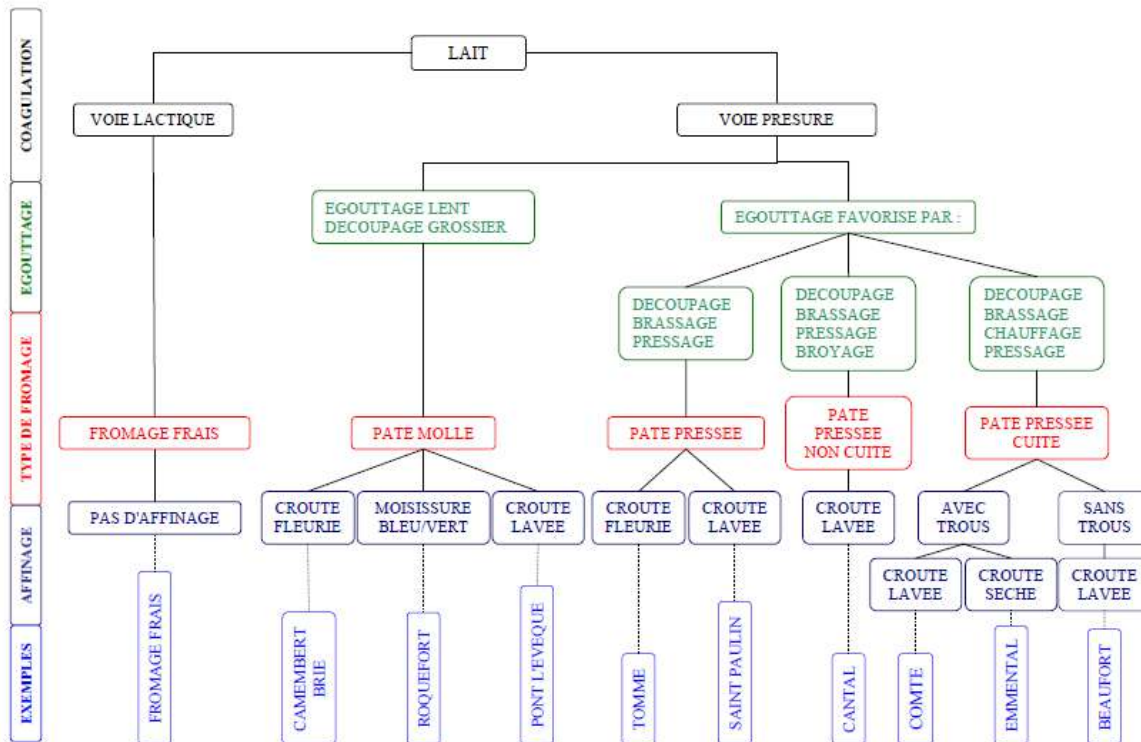 COAGULATION
LAIT
VOIE LACTIQUE
VOIE PRESURE
EGOUTTAGE
EGOUTTAGE LENT
DECOUPAGE GROSSIER
EGOUTTAGE FAVORISE PAR :
DECOUPAGE
BRASSAGE
PRESSAGE
DECOUPAGE
BRASSAGE
PRESSAGE
BROYAGE
DECOUPAGE
BRASSAGE
CHAUFFAGE
PRESSAGE
TYPE DE FROMAGE
FROMAGE FRAIS
PATE MOLLE
PATE PRESSEE
PATE
PRESSEE
NON CUITE
PATE PRESSEE
CUITE
AFFINAGE
PAS D'AFFINAGE
CROUTE
FLEURIE
MOISISSURE
BLEU/VERT
CROUTE
LAVEE
CROUTE
FLEURIE
CROUTE
LAVEE
CROUTE
LAVEE
AVEC
TROUS
SANS
TROUS
CROUTE
LAVEE
CROUTE
SECHE
CROUTE
LAVEE
EXEMPLES
FROMAGE FRAIS
CAMEMBERT
BRIE
ROQUEFORT
PONT L'EVEQUE
TOMME
SAINT PAULIN
CANTAL
COMTE
EMMENTAL
BEAUFORT